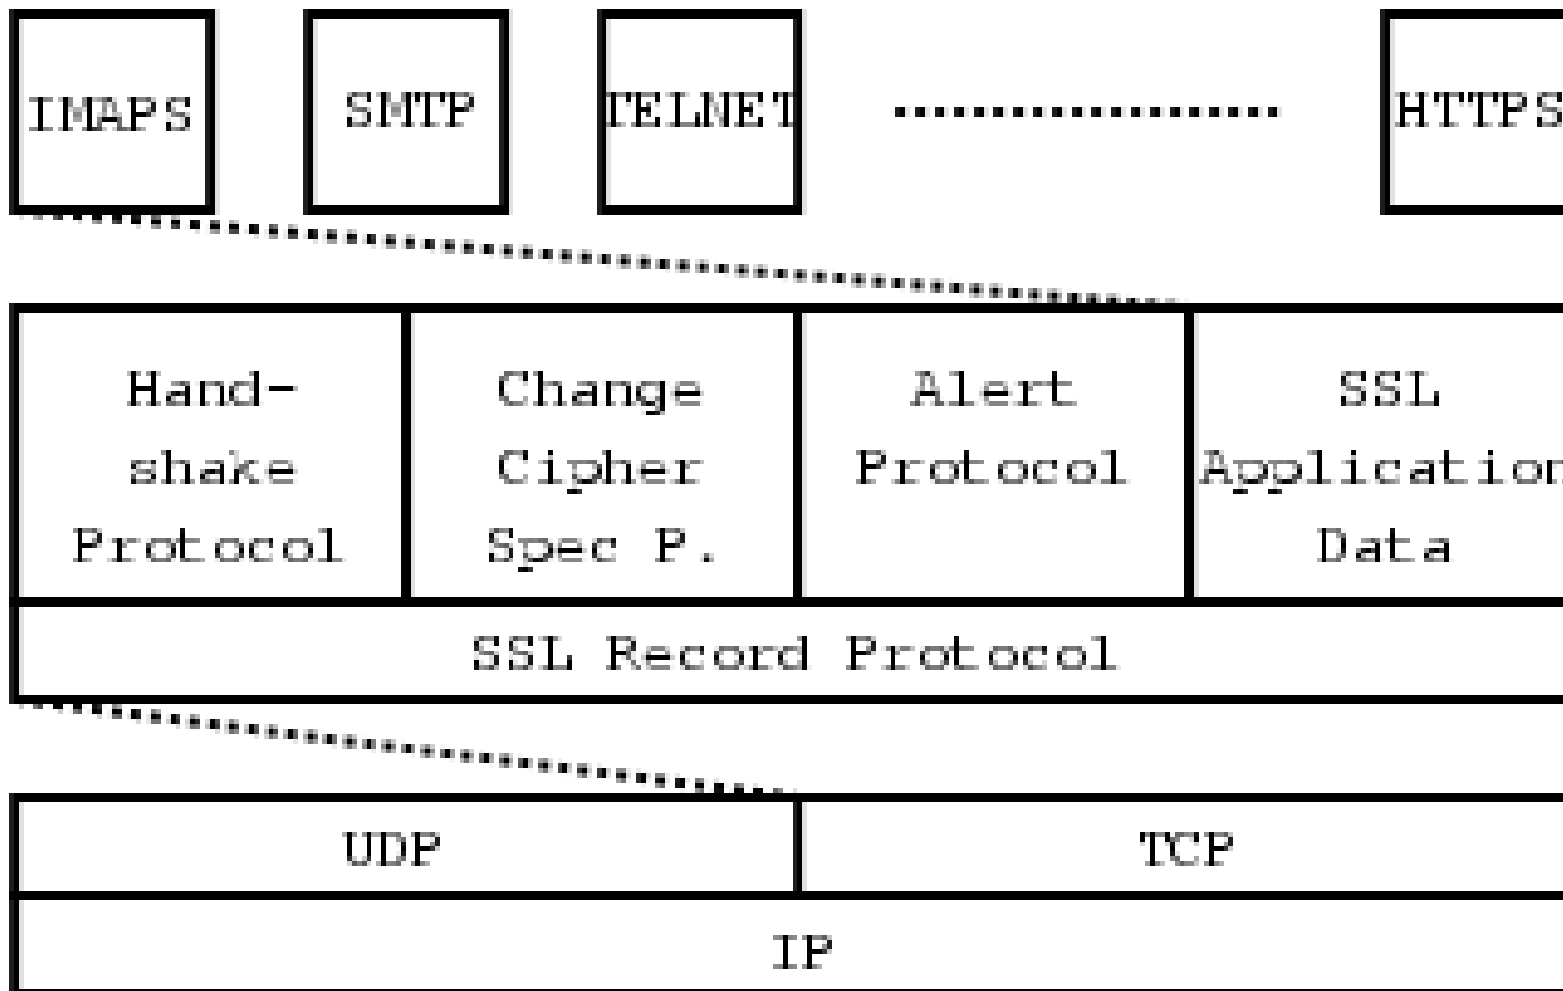 IMAPS SMTP TELNET HTTPS
Hand-
shake
Protocol
Change
Cipher
Spec P.
Alert
Protocol
SSL
Application
Data
SSL Record Protocol
UDP TCP
IP